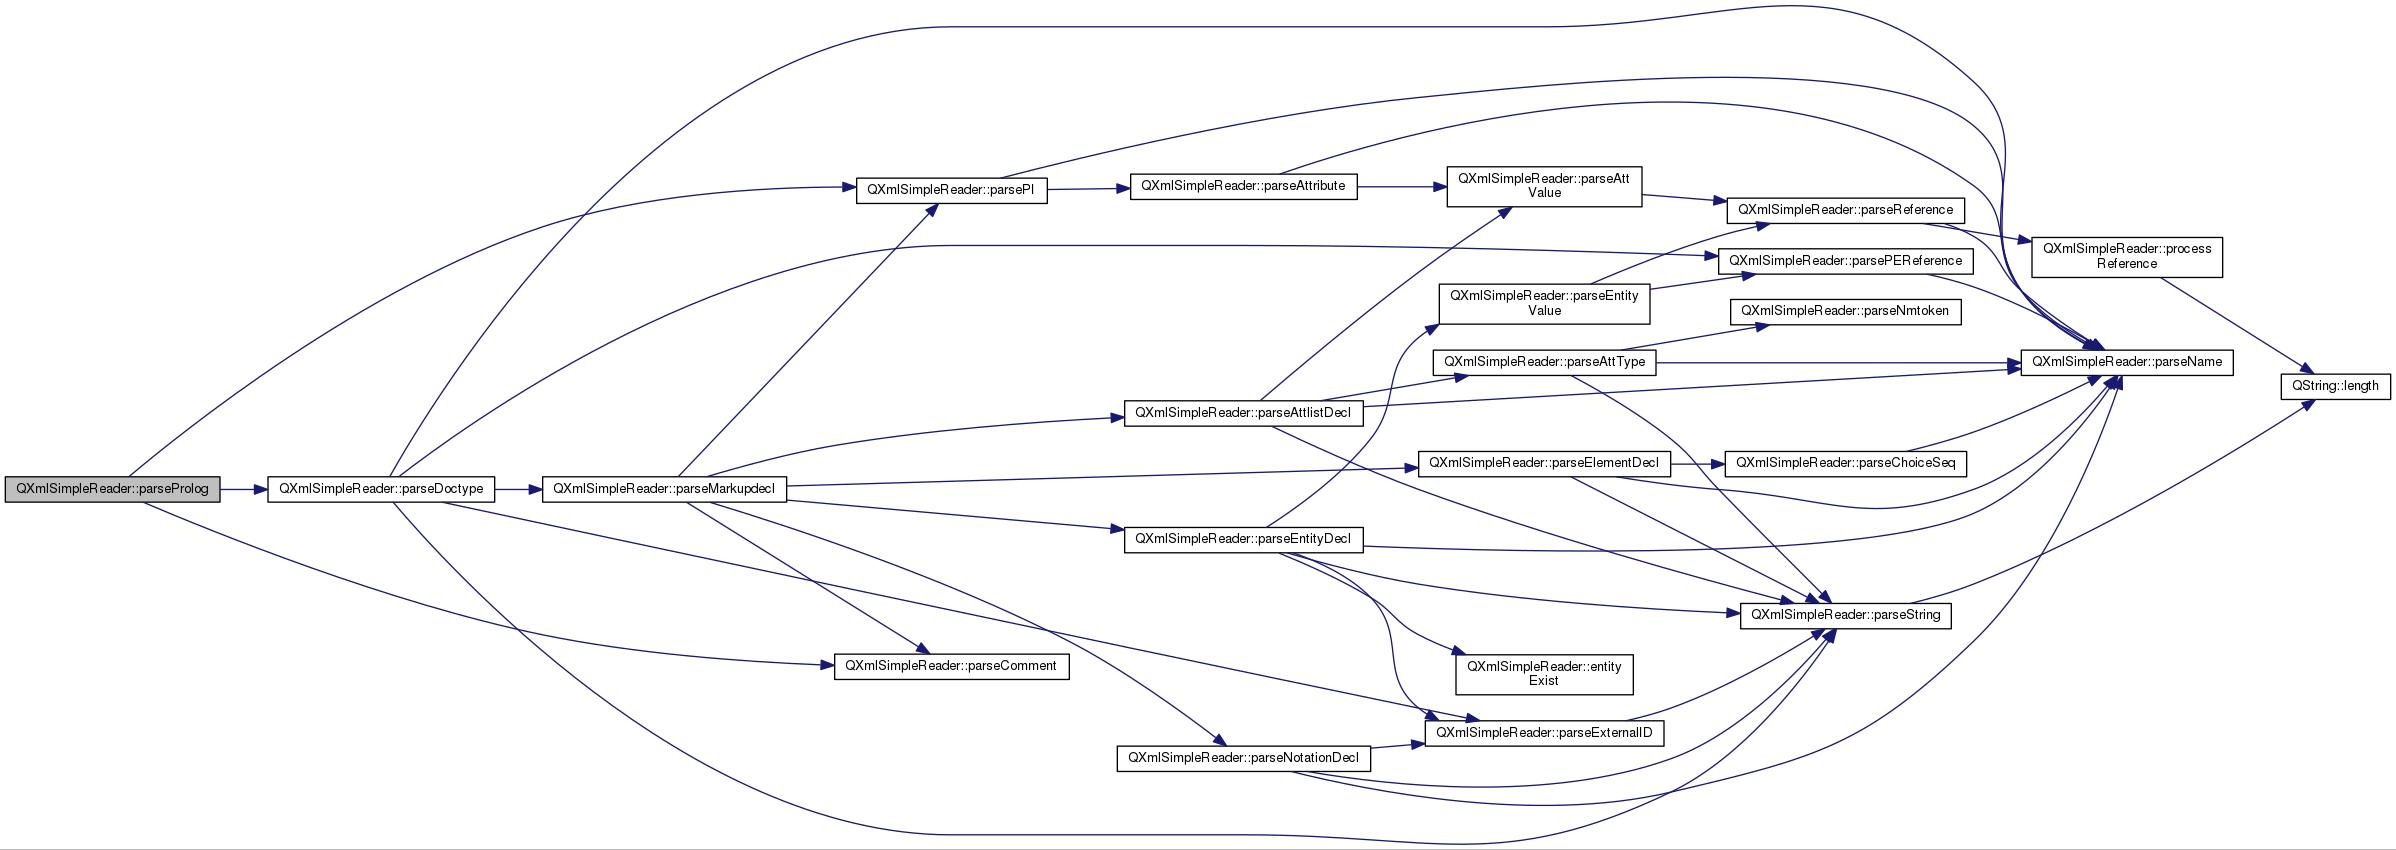 QXmlSimpleReader::parseProlog
QXmlSimpleReader::parseDoctype
QXmlSimpleReader::parseMarkupdecl
QXmlSimpleReader::parsePI
QXmlSimpleReader::parseComment
QXmlSimpleReader::parseAttribute
QXmlSimpleReader::parseAttlistDecl
QXmlSimpleReader::parseEntityDecl
QXmlSimpleReader::parseNotationDecl
QXmlSimpleReader::parseAtt
Value
QXmlSimpleReader::parseEntity
Value
QXmlSimpleReader::parseAttType
QXmlSimpleReader::parseElementDecl
QXmlSimpleReader::entity
Exist
QXmlSimpleReader::parseExternalID
QXmlSimpleReader::parseReference
QXmlSimpleReader::parsePEReference
QXmlSimpleReader::parseNmtoken
QXmlSimpleReader::parseChoiceSeq
QXmlSimpleReader::parseString
QXmlSimpleReader::process
Reference
QXmlSimpleReader::parseName
QString::length